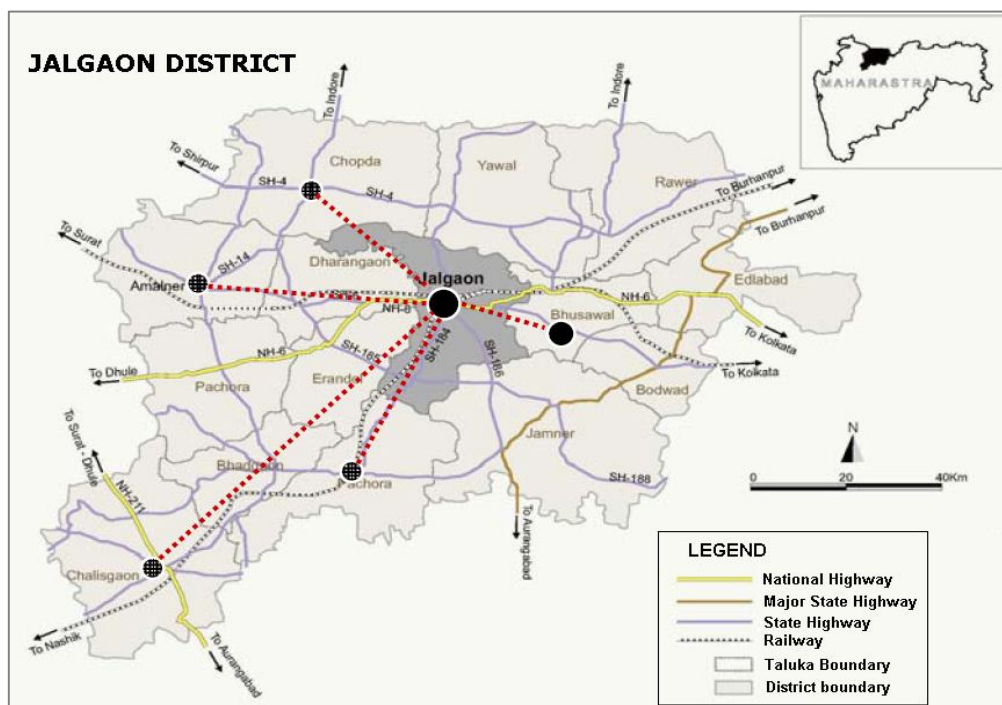 JALGAON DISTRICT
MAHARASTRA
To Indore
To Indore
Chopda
Yawal
To Shirpur
SH-4
SH-4
Rawer
To Burhanpur
To Burhanpur
To Surat
SH-14
Dharangaon
Jalgaon
Edlabad
Amalner
NH-6
NH-6
Bhusawal
To Kolkata
SH-184
NH-6
SH-186
To Dhule
Erandol
To Kolkata
Pachora
Bodwad
Jamner
N
To Surat - Dhule
Bhadgaon
Pachora
SH-188
0 20 40Km
NH-211
To Aurangabad
Chalisgaon
To Nashik
To Aurangabad
LEGEND
National Highway
Major State Highway
State Highway
Railway
Taluka Boundary
District boundary